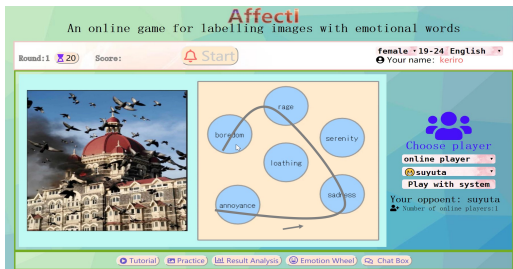 AffectI
An online game for labelling images with emotional words
Round:1 20 Score: Start
female 19-24 English
Your name: keriro
rage
boredom
serenity
loathing
annoyance
sadness
Choose player
online player
suyuta
Play with system
Your oppoent: suyuta
Number of online plarers:1
Tutorial Practice Result Analysis Emotion Wheel Chat Box